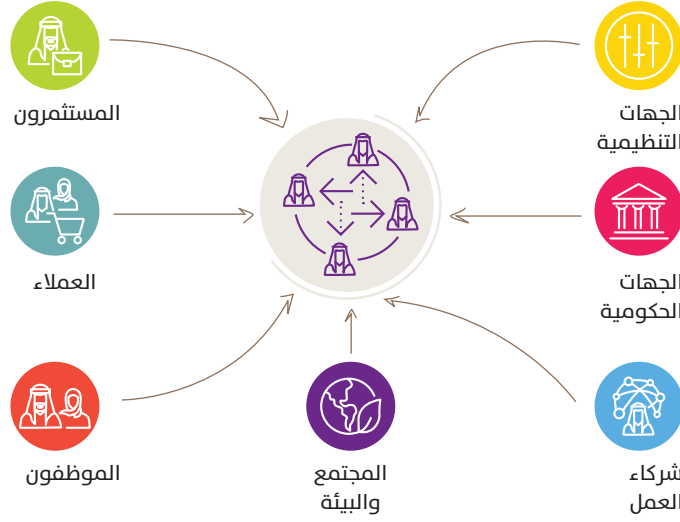 الجهات
التنظيمية
المستثمرون
الجهات
الحكومية
العملاء
شركاء
العمل
المجتمع
والبيئة
الموظفون